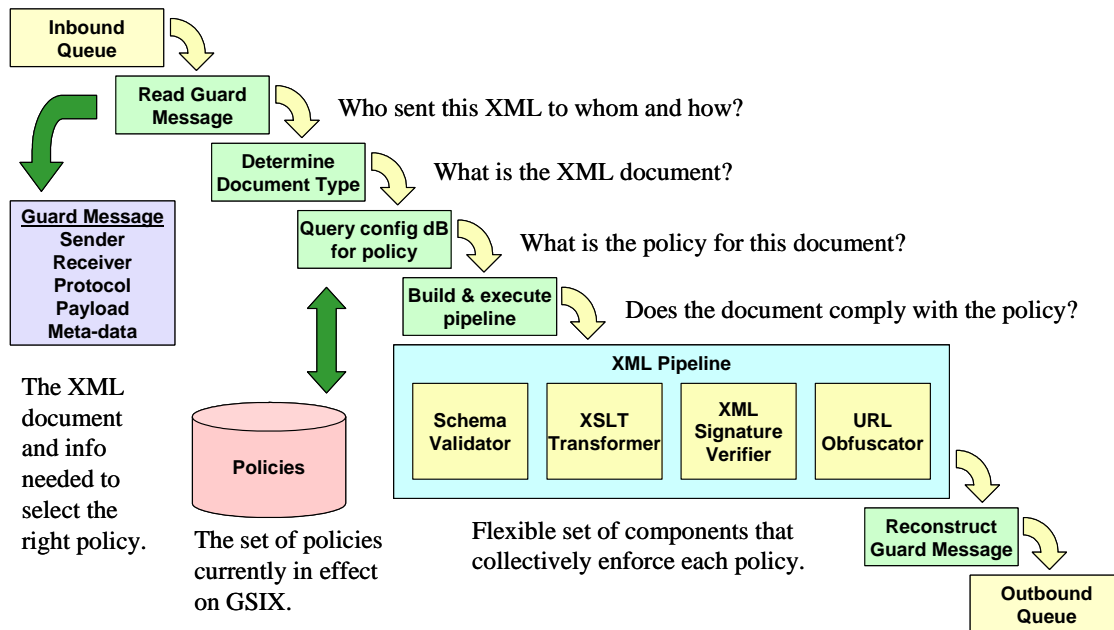 Inbound
Queue
Read Guard
Message
Who sent this XML to whom and how?
Determine
Document Type
What is the XML document?
Guard Message
Sender
Receiver
Protocol
Payload
Meta-data
Query config dB
for policy
What is the policy for this document?
Build & execute
pipeline
Does the document comply with the policy?
The XML
document
and info
needed to
select the
right policy.
Policies
The set of policies
currently in effect
on GSIX.
XML Pipeline
Schema
Validator
XSLT
Transformer
XML
Signature
Verifier
URL
Obfuscator
Flexible set of components that
collectively enforce each policy.
Reconstruct
Guard Message
Outbound
Queue